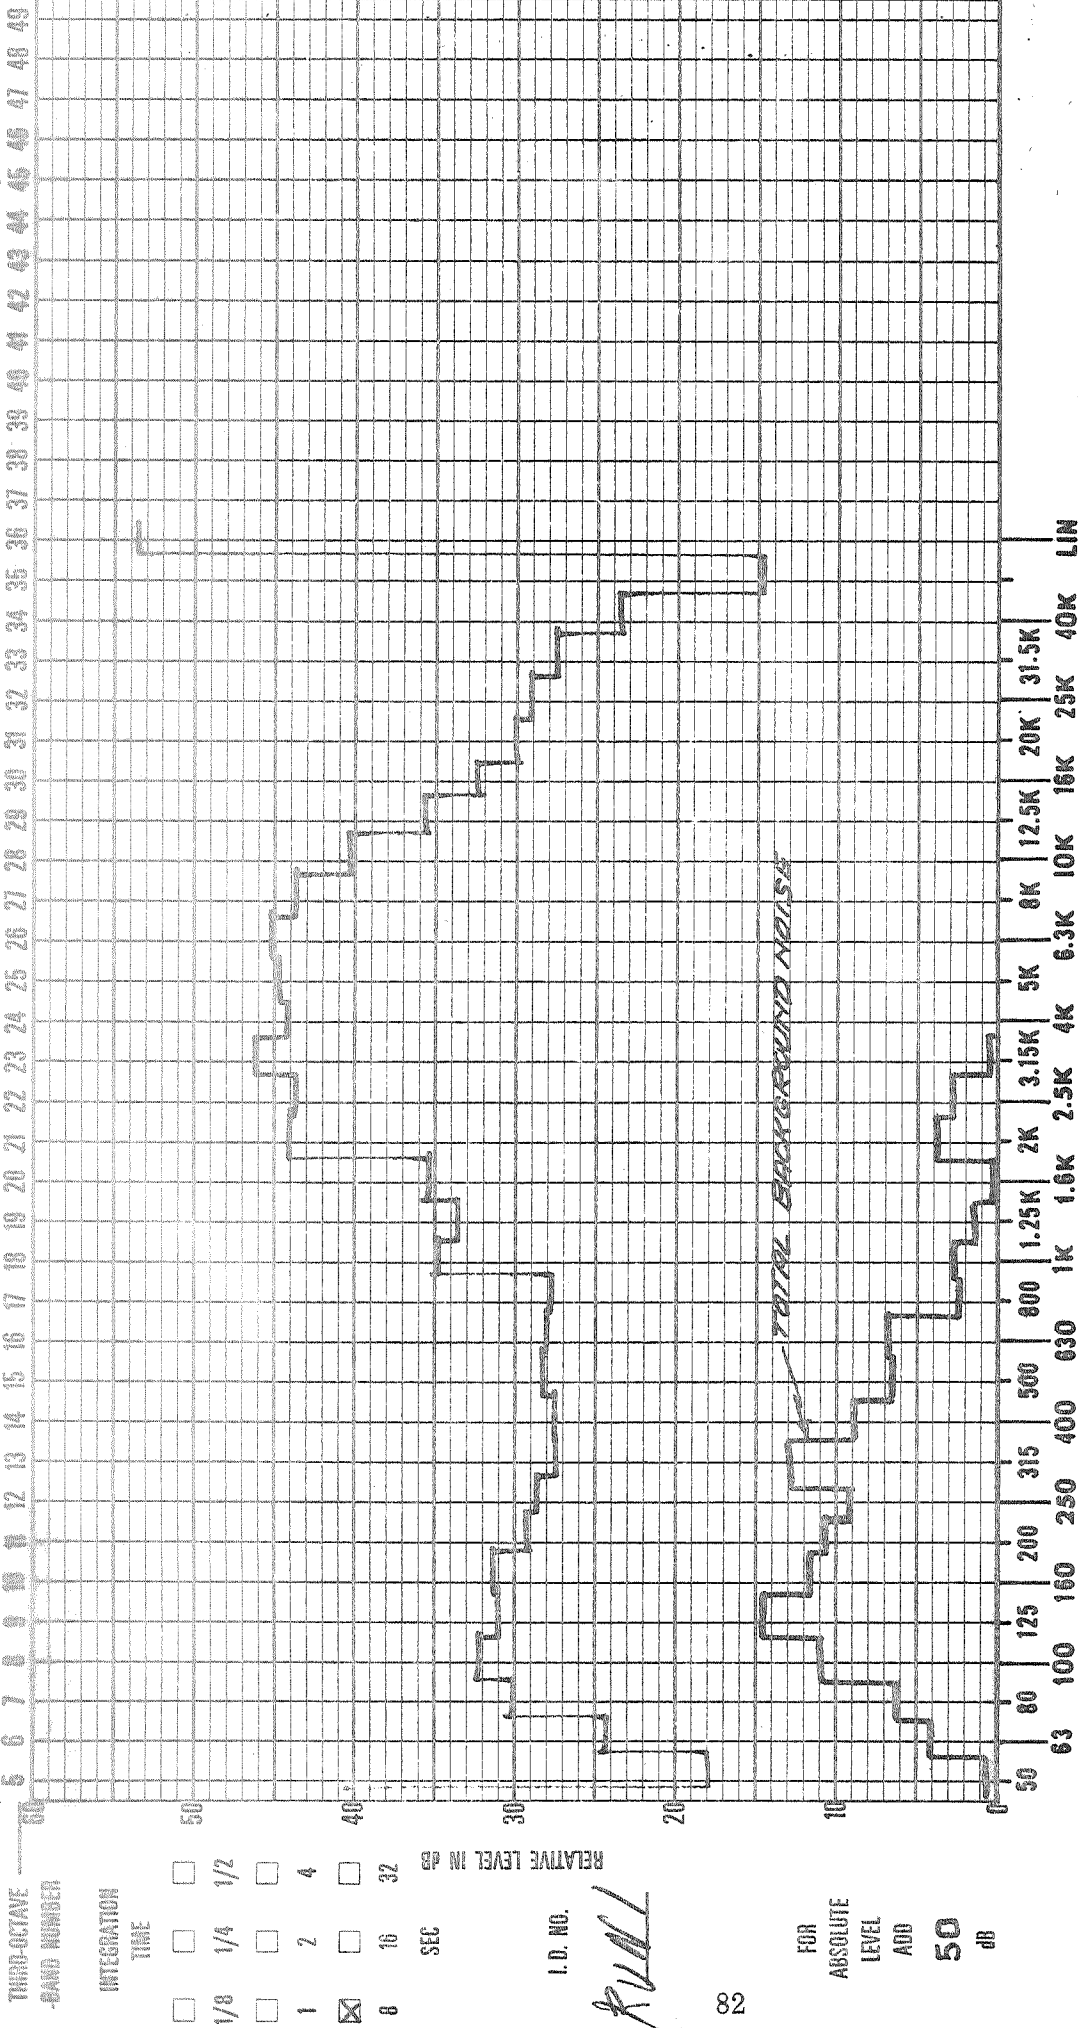 THIRD-OCTAVE
BAND NUMBER
5 6 7 8 9 10 11 12 13 14 15 16 17 18 19 20 21 22 23 24 25 26 27 28 29 30 31 32 33 34 35 36 37 38 39 40 41 42 43 44 45 46 47 48 49
INTEGRATION
TIME
1/8 1/4 1/2
1 2 4
8 16 32
SEC
RELATIVE LEVEL IN dB
60
50
40
30
20
10
0
I.D. NO.
FOR
ABSOLUTE
LEVEL
ADD
50
dB
TOTAL BACKGROUND NOISE
50 80 125 200 315 500 800 1.25K 2K 3.15K 5K 8K 12.5K 20K 31.5K
63 100 160 250 400 630 1K 1.6K 2.5K 4K 6.3K 10K 16K 25K 40K LIN
82